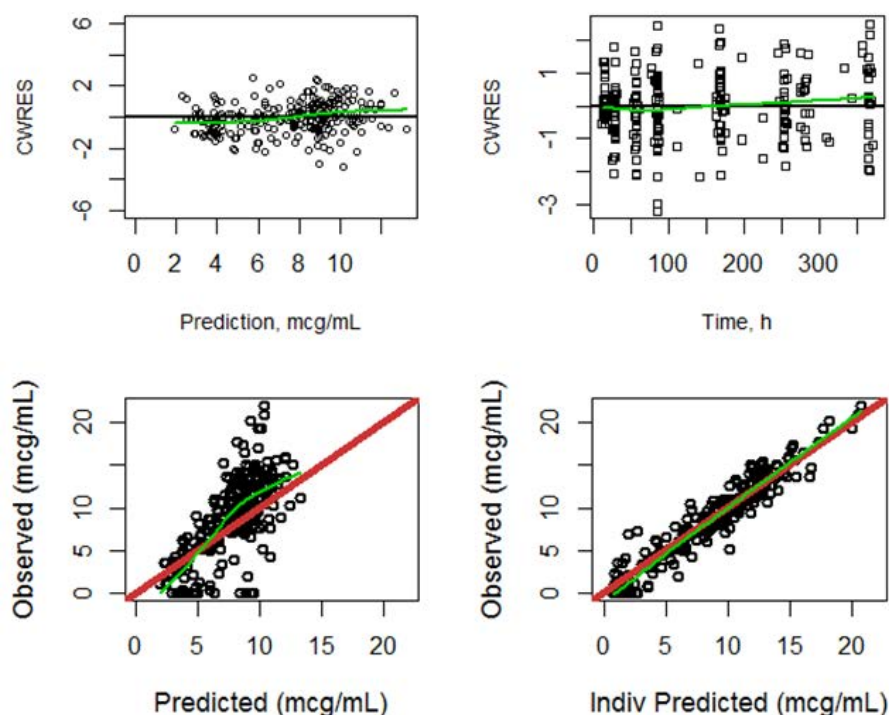 6
2
-2
-6
CWRES
0 2 4 6 8 10
Prediction, mcg/mL
1
-1
-3
CWRES
0 100 300
Time, h
20
10
5
0
Observed (mcg/mL)
0 5 10 15 20
Predicted (mcg/mL)
20
10
5
0
Observed (mcg/mL)
0 5 10 15 20
Indiv Predicted (mcg/mL)